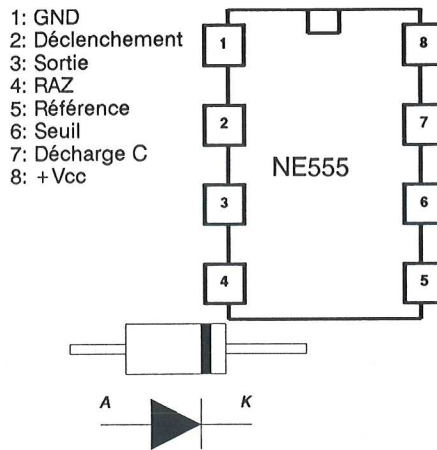 1: GND
2: Déclenchement
3: Sortie
4: RAZ
5: Référence
6: Seuil
7: Décharge C
8: +Vcc
1 8
2 7
NE555
3 6
4 5
A K